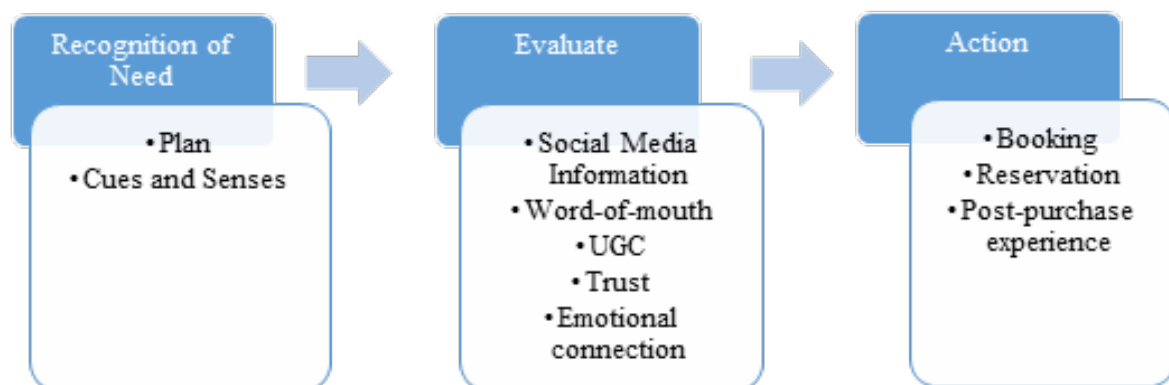 Recognition of
Need
• Plan
• Cues and Senses
Evaluate
• Social Media
Information
• Word-of-mouth
• UGC
• Trust
• Emotional
connection
Action
• Booking
• Reservation
• Post-purchase
experience